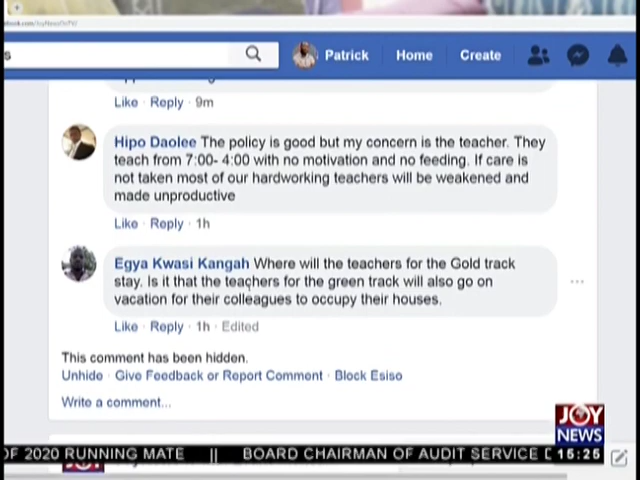 s
Patrick
Home
Create
Like · Reply · 9m
Hipo Daolee The policy is good but my concern is the teacher. They
teach from 7:00- 4:00 with no motivation and no feeding. If care is
not taken most of our hardworking teachers will be weakened and
made unproductive
Like · Reply · 1h
Egya Kwasi Kangah Where will the teachers for the Gold track
stay. Is it that the teachers for the green track will also go on
vacation for their colleagues to occupy their houses.
Like · Reply · 1h · Edited
This comment has been hidden.
Unhide · Give Feedback or Report Comment · Block Esiso
Write a comment...
JOY
NEWS
OF 2020 RUNNING MATE || BOARD CHAIRMAN OF AUDIT SERVICE
15:25